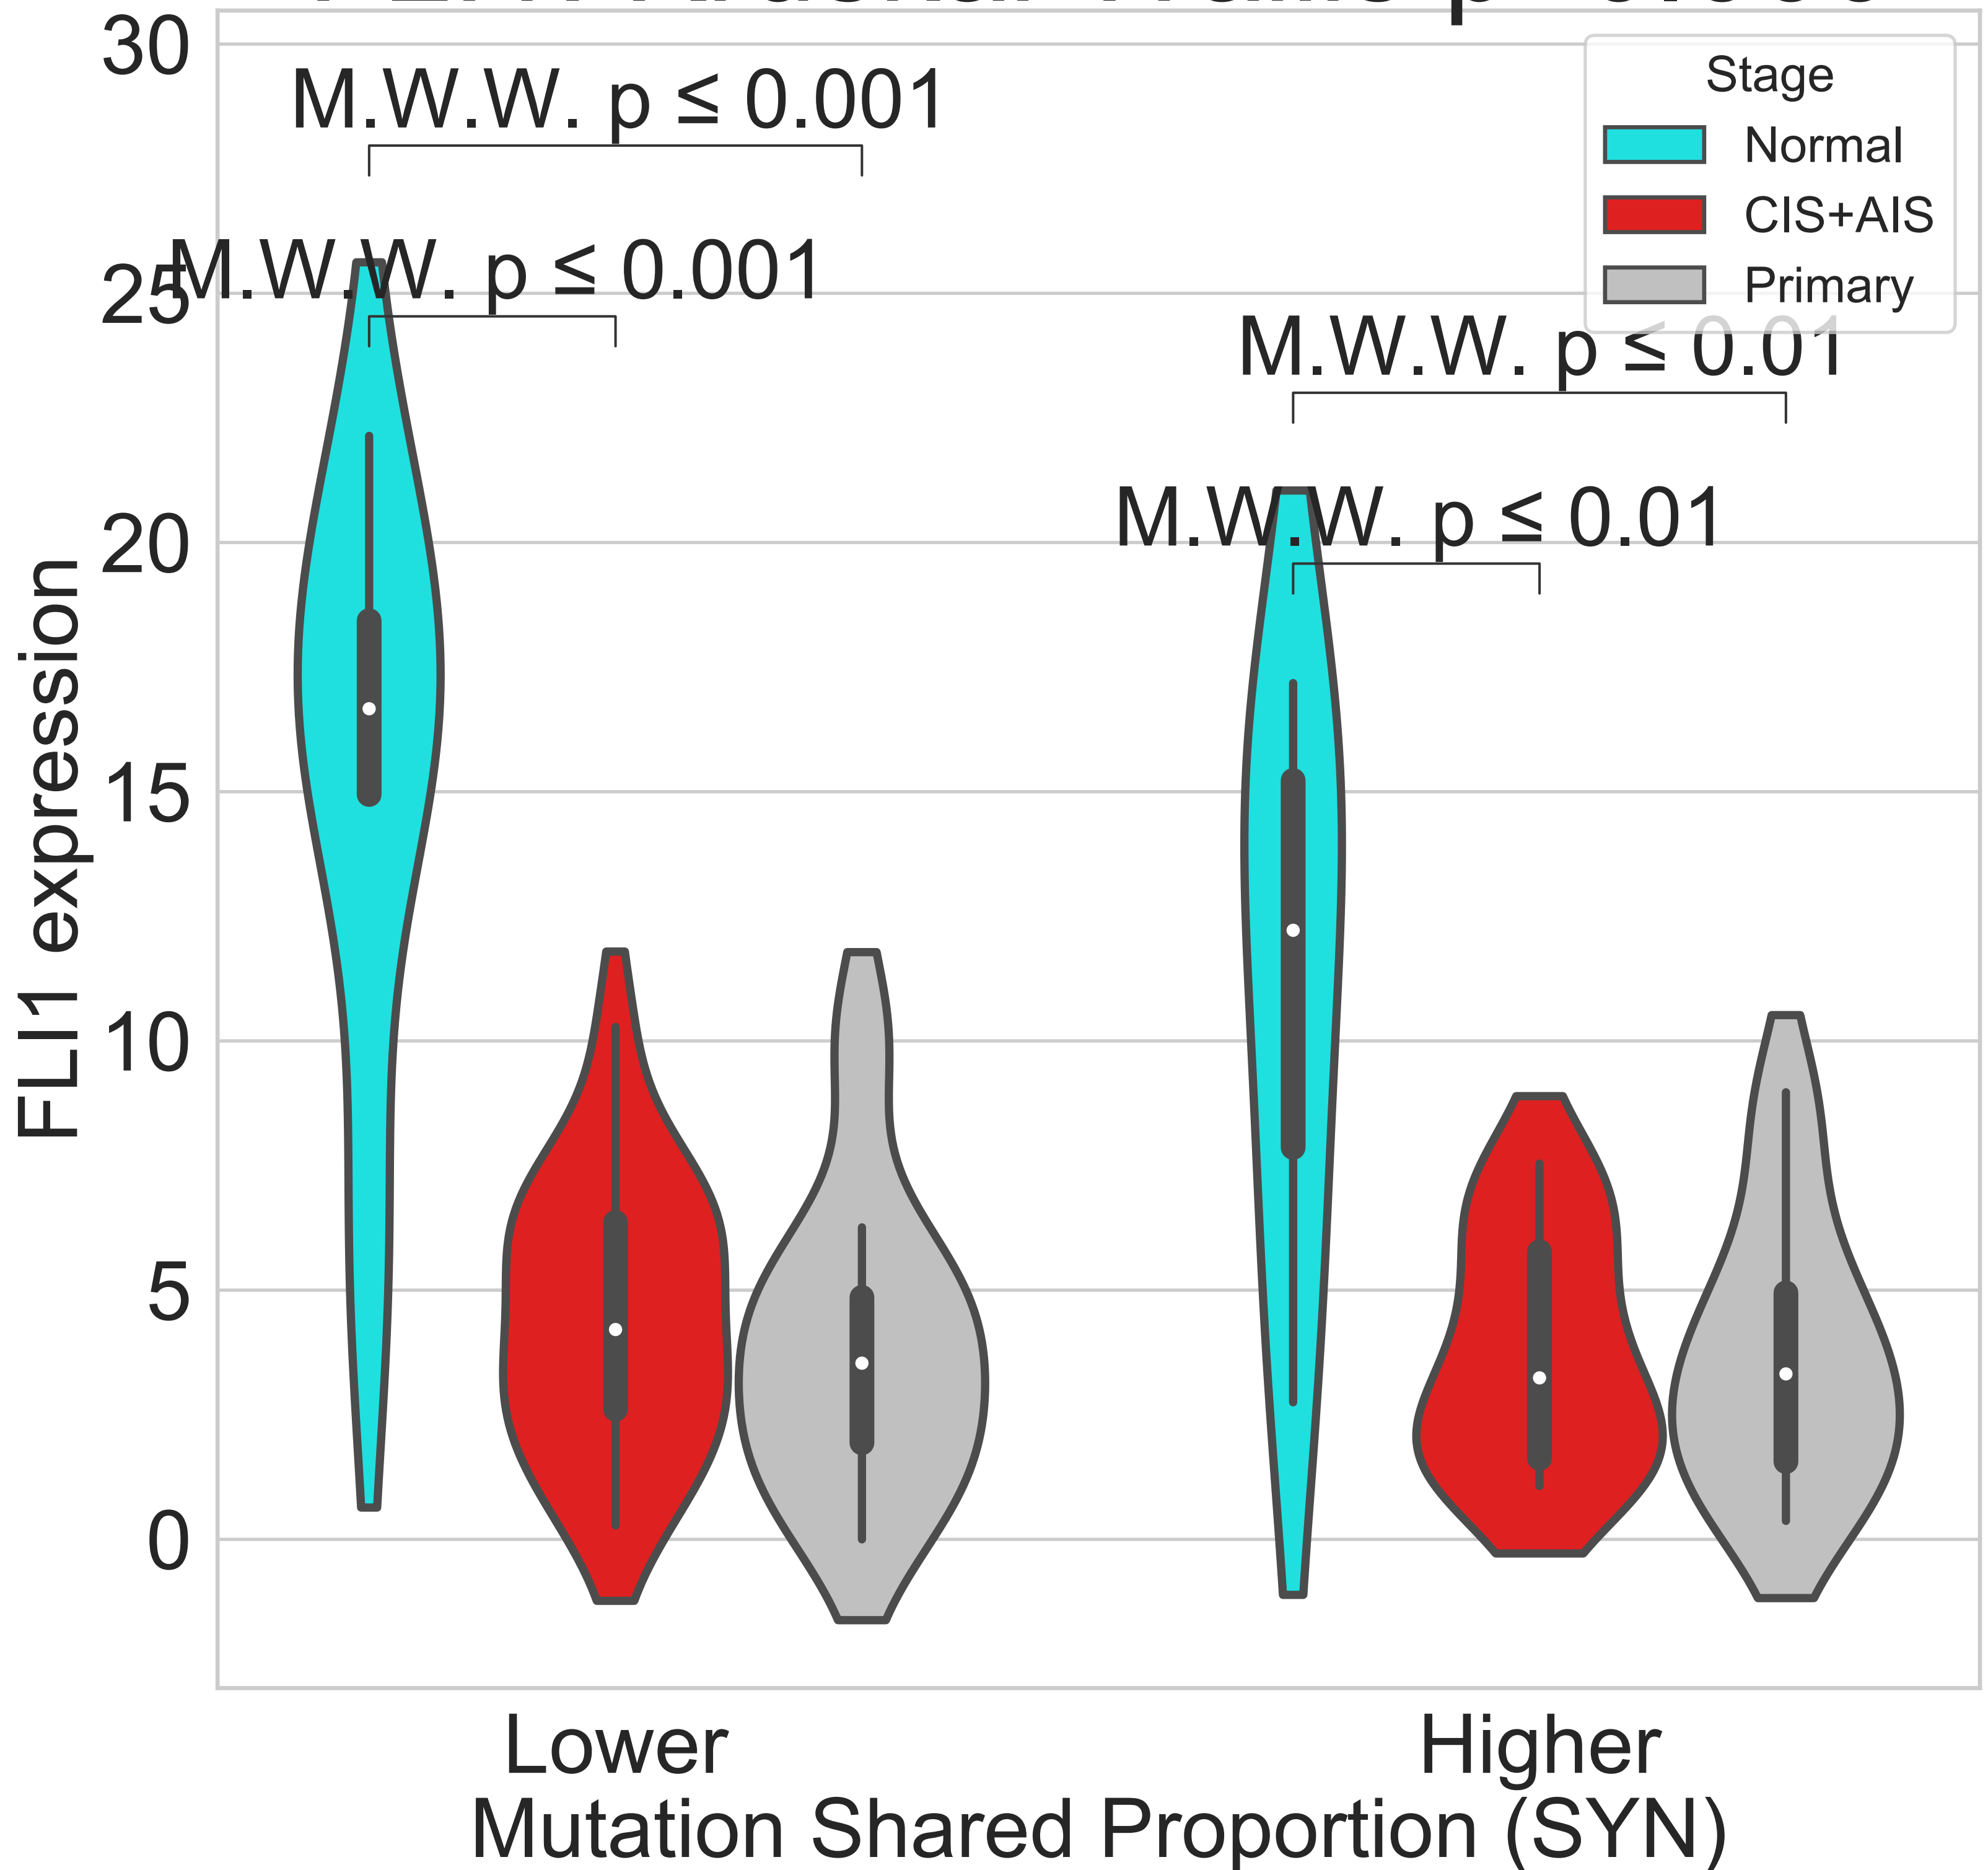 30
M.W.W. p ≤ 0.001
Stage
Normal
CIS+AIS
Primary
M.W.W. p ≤ 0.001
25
M.W.W. p ≤ 0.01
M.W.W. p ≤ 0.01
20
15
10
5
0
FLI1 expression
Lower
Higher
Mutation Shared Proportion (SYN)